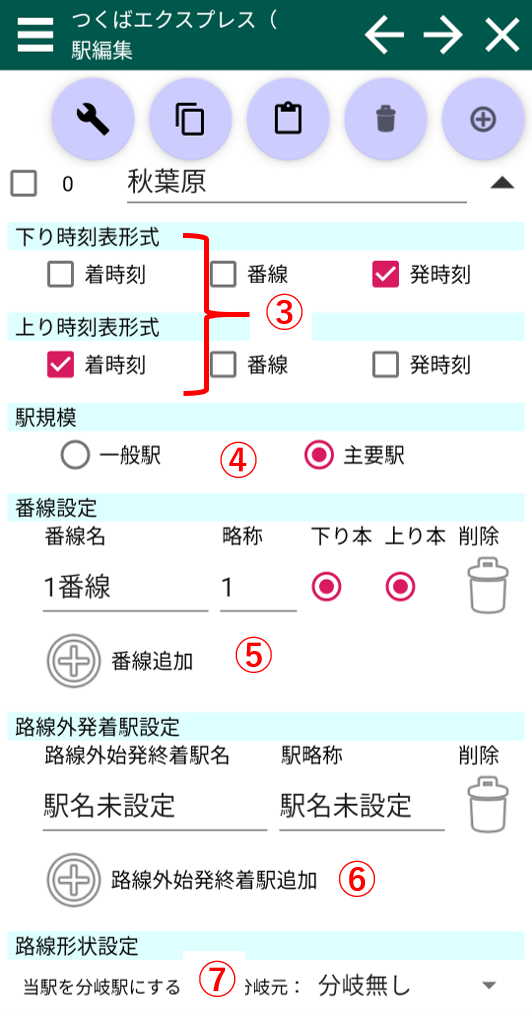 つくばエクスプレス（
駅編集
0 秋葉原
下り時刻表形式
着時刻 番線 発時刻
③
上り時刻表形式
着時刻 番線 発時刻
駅規模
一般駅 ④ 主要駅
番線設定
番線名 略称 下り本 上り本 削除
1番線 1
番線追加 ⑤
路線外発着駅設定
路線外始発終着駅名 駅略称 削除
駅名未設定 駅名未設定
路線外始発終着駅追加 ⑥
路線形状設定
当駅を分岐駅にする ⑦ 分岐元： 分岐無し